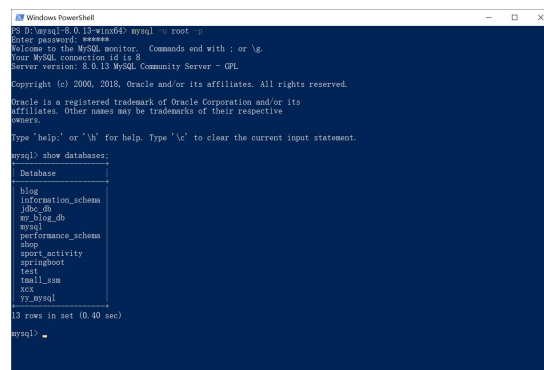 Windows PowerShell
PS D:\mysql-8.0.13-winx64> mysql -u root -p
Enter password: ******
Welcome to the MySQL monitor.  Commands end with ; or \g.
Your MySQL connection id is 8
Server version: 8.0.13 MySQL Community Server - GPL
Copyright (c) 2000, 2018, Oracle and/or its affiliates. All rights reserved.
Oracle is a registered trademark of Oracle Corporation and/or its
affiliates. Other names may be trademarks of their respective
owners.
Type 'help;' or '\h' for help. Type '\c' to clear the current input statement.
mysql> show databases;
+--------------------+
| Database           |
+--------------------+
| blog               |
| information_schema |
| jdbc_db            |
| my_blog_db         |
| mysql              |
| performance_schema |
| shop               |
| sport_activity     |
| springboot         |
| test               |
| tmall_ssm          |
| xcx                |
| yy_mysql           |
+--------------------+
13 rows in set (0.40 sec)
mysql> _